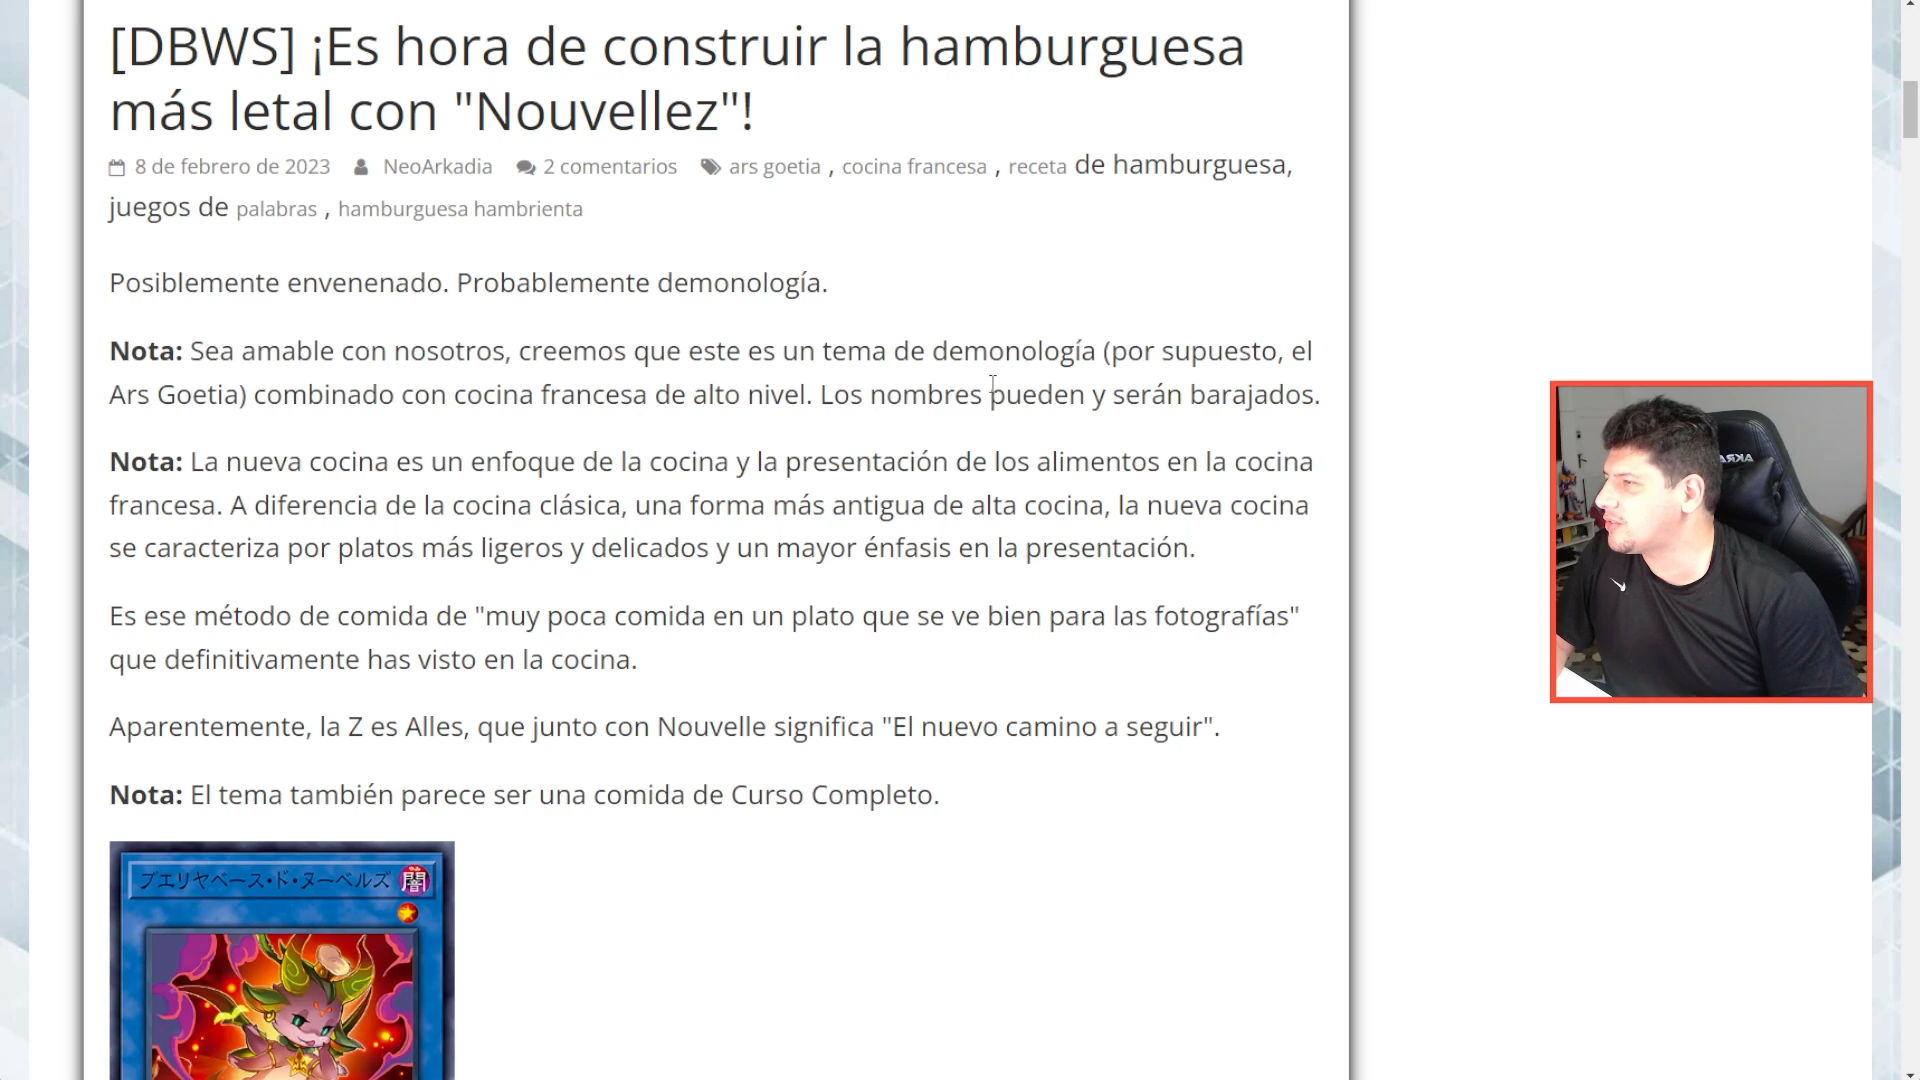 [DBWS] ¡Es hora de construir la hamburguesa
más letal con "Nouvellez"!
8 de febrero de 2023 NeoArkadia 2 comentarios ars goetia , cocina francesa , receta de hamburguesa,
juegos de palabras , hamburguesa hambrienta
Posiblemente envenenado. Probablemente demonología.
Nota: Sea amable con nosotros, creemos que este es un tema de demonología (por supuesto, el
Ars Goetia) combinado con cocina francesa de alto nivel. Los nombres pueden y serán barajados.
Nota: La nueva cocina es un enfoque de la cocina y la presentación de los alimentos en la cocina
francesa. A diferencia de la cocina clásica, una forma más antigua de alta cocina, la nueva cocina
se caracteriza por platos más ligeros y delicados y un mayor énfasis en la presentación.
Es ese método de comida de "muy poca comida en un plato que se ve bien para las fotografías"
que definitivamente has visto en la cocina.
Aparentemente, la Z es Alles, que junto con Nouvelle significa "El nuevo camino a seguir".
Nota: El tema también parece ser una comida de Curso Completo.
ブエリヤベース・ド・ヌーベルズ 闇